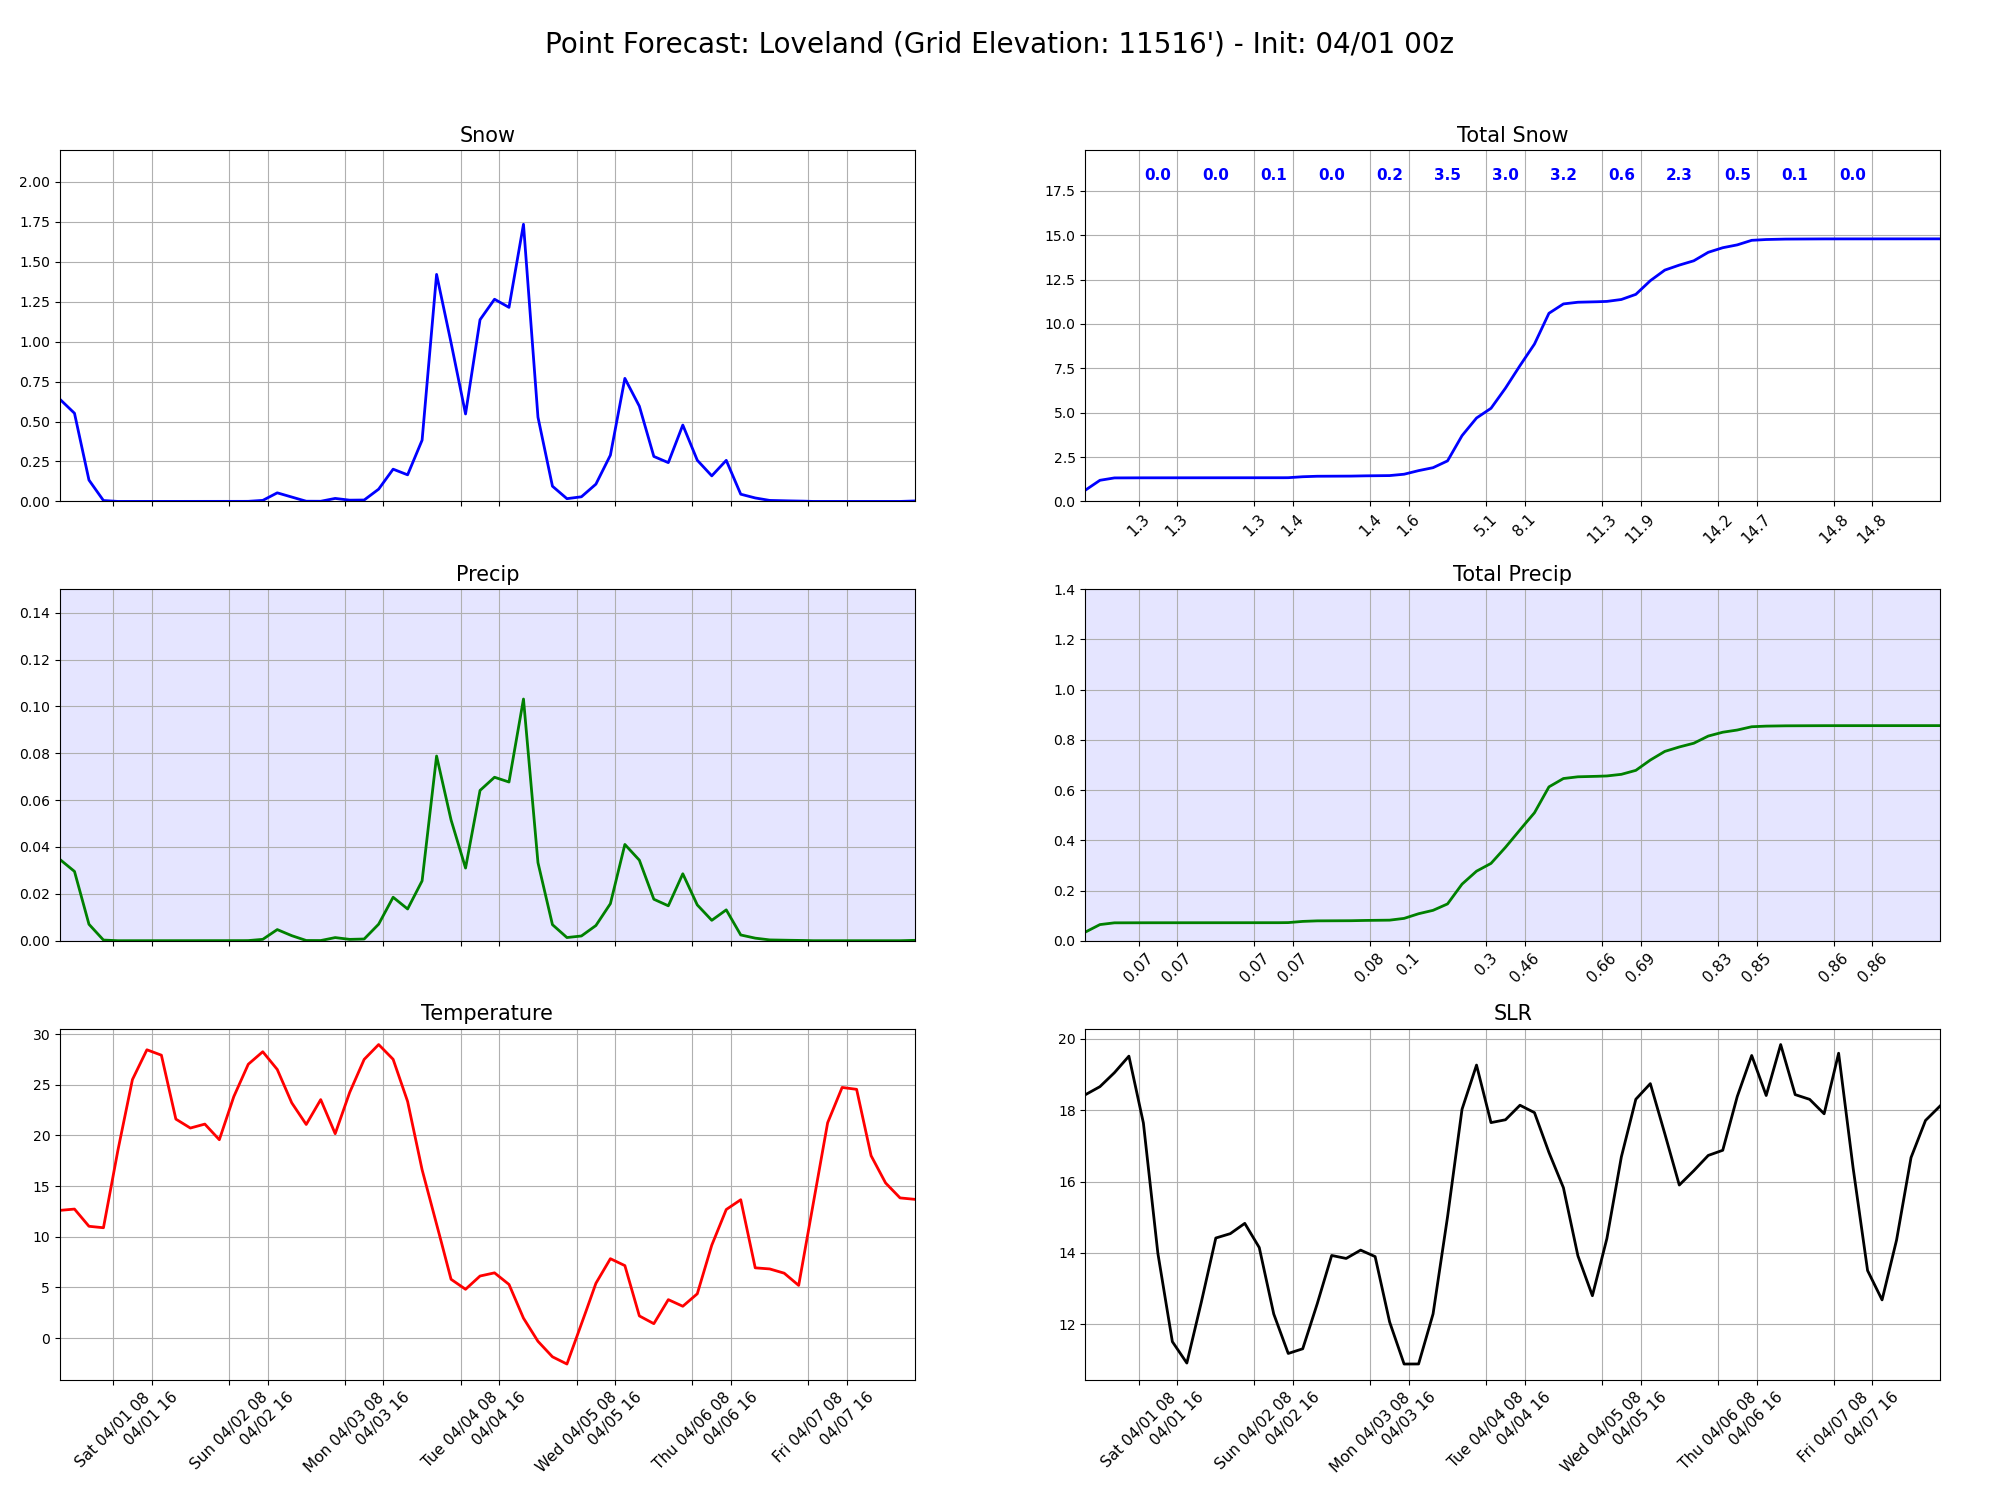 Point Forecast: Loveland (Grid Elevation: 11516') - Init: 04/01 00z
Snow
2.00
1.75
1.50
1.25
1.00
0.75
0.50
0.25
0.00
Total Snow
0.0 0.0 0.1 0.0 0.2 3.5 3.0 3.2 0.6 2.3 0.5 0.1 0.0
17.5
15.0
12.5
10.0
7.5
5.0
2.5
0.0
1.3 1.3 1.3 1.4 1.4 1.6 5.1 8.1 11.3 11.9 14.2 14.7 14.8 14.8
Precip
0.14
0.12
0.10
0.08
0.06
0.04
0.02
0.00
Total Precip
1.4
1.2
1.0
0.8
0.6
0.4
0.2
0.0
0.07 0.07 0.07 0.07 0.08 0.1 0.3 0.46 0.66 0.69 0.83 0.85 0.86 0.86
Temperature
30
25
20
15
10
5
0
Sat 04/01 08
04/01 16
Sun 04/02 08
04/02 16
Mon 04/03 08
04/03 16
Tue 04/04 08
04/04 16
Wed 04/05 08
04/05 16
Thu 04/06 08
04/06 16
Fri 04/07 08
04/07 16
SLR
20
18
16
14
12
Sat 04/01 08
04/01 16
Sun 04/02 08
04/02 16
Mon 04/03 08
04/03 16
Tue 04/04 08
04/04 16
Wed 04/05 08
04/05 16
Thu 04/06 08
04/06 16
Fri 04/07 08
04/07 16